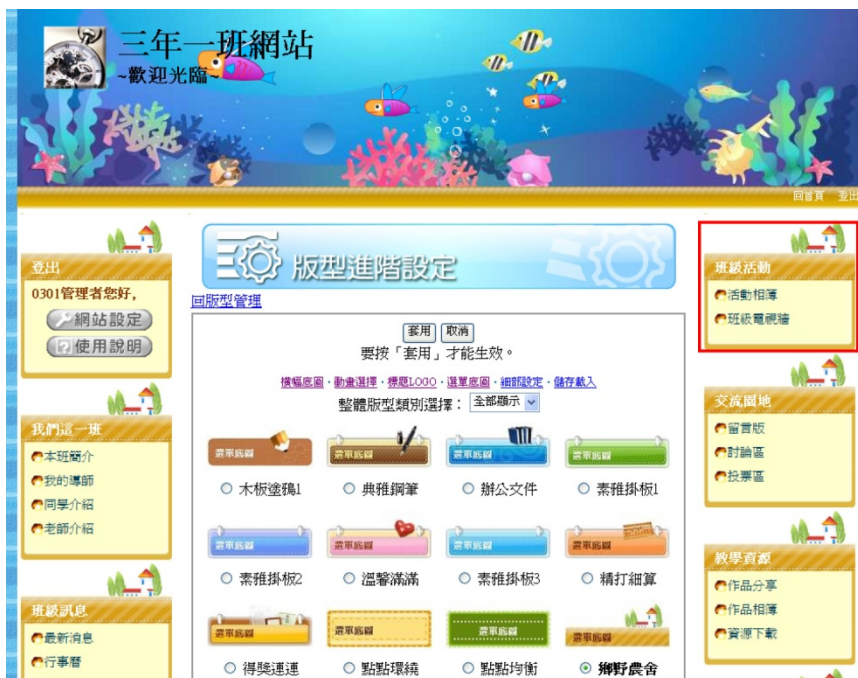 三年一班網站
~歡迎光臨~
回首頁 登出
登出
0301管理者您好,
網站設定
使用說明
我們這一班
本班簡介
我的導師
同學介紹
老師介紹
班級訊息
最新消息
行事曆
版型進階設定
回版型管理
套用 取消
要按「套用」才能生效。
橫幅底圖‧動畫選擇‧標題LOGO‧選單底圖‧細部設定‧儲存載入
整體版型類別選擇： 全部顯示
選單底圖 選單底圖 選單底圖 選單底圖
木板塗鴉1 典雅鋼筆 辦公文件 素雅掛板1
選單底圖 選單底圖 選單底圖 選單底圖
素雅掛板2 溫馨滿滿 素雅掛板3 精打細算
選單底圖 選單底圖 選單底圖 選單底圖
得獎連連 點點環繞 點點均衡 鄉野農舍
班級活動
活動相簿
班級電視牆
交流園地
留言版
討論區
投票區
教學資源
作品分享
作品相簿
資源下載